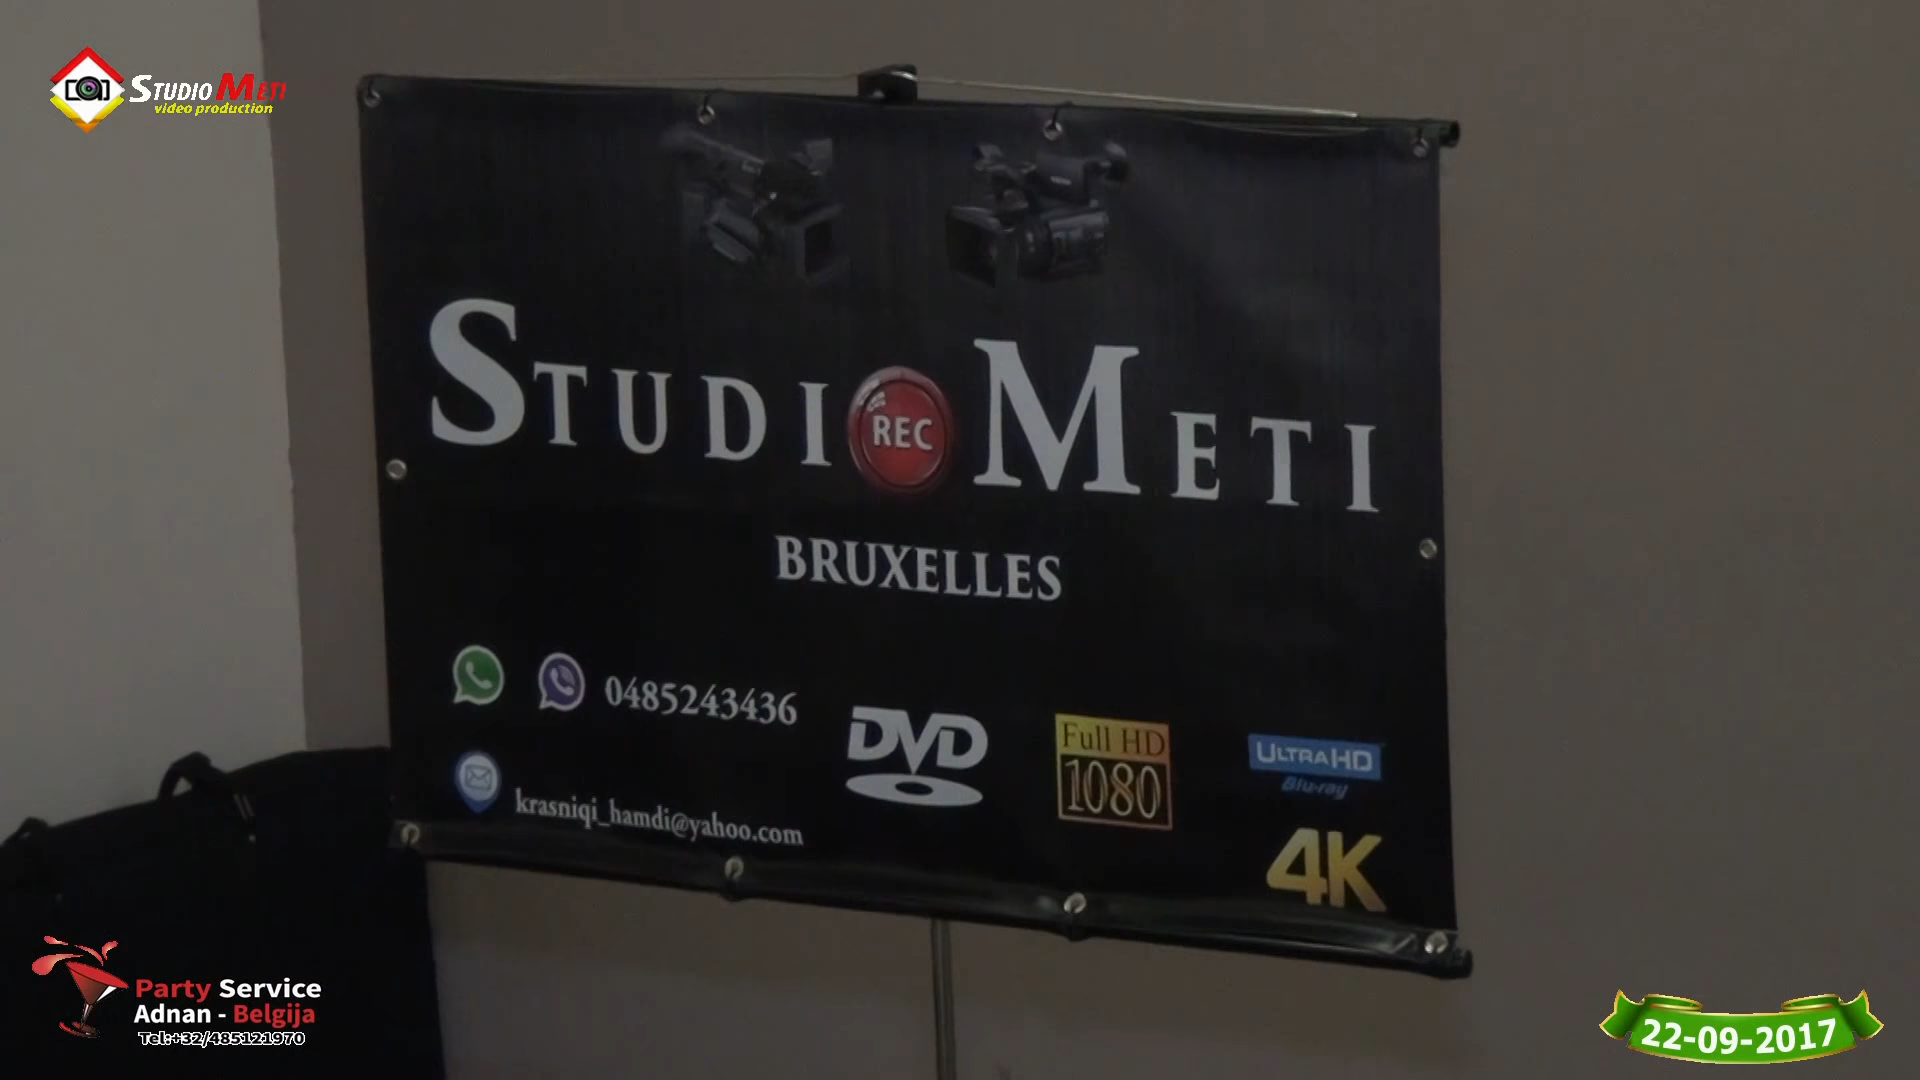 STUDIO METI
video production
STUDI REC METI
BRUXELLES
0485243436
krasniqi_hamdi@yahoo.com
DVD
Full HD
1080
ULTRA HD
Blu-ray
4K
Party Service
Adnan - Belgija
Tel:+32/485121970
22-09-2017